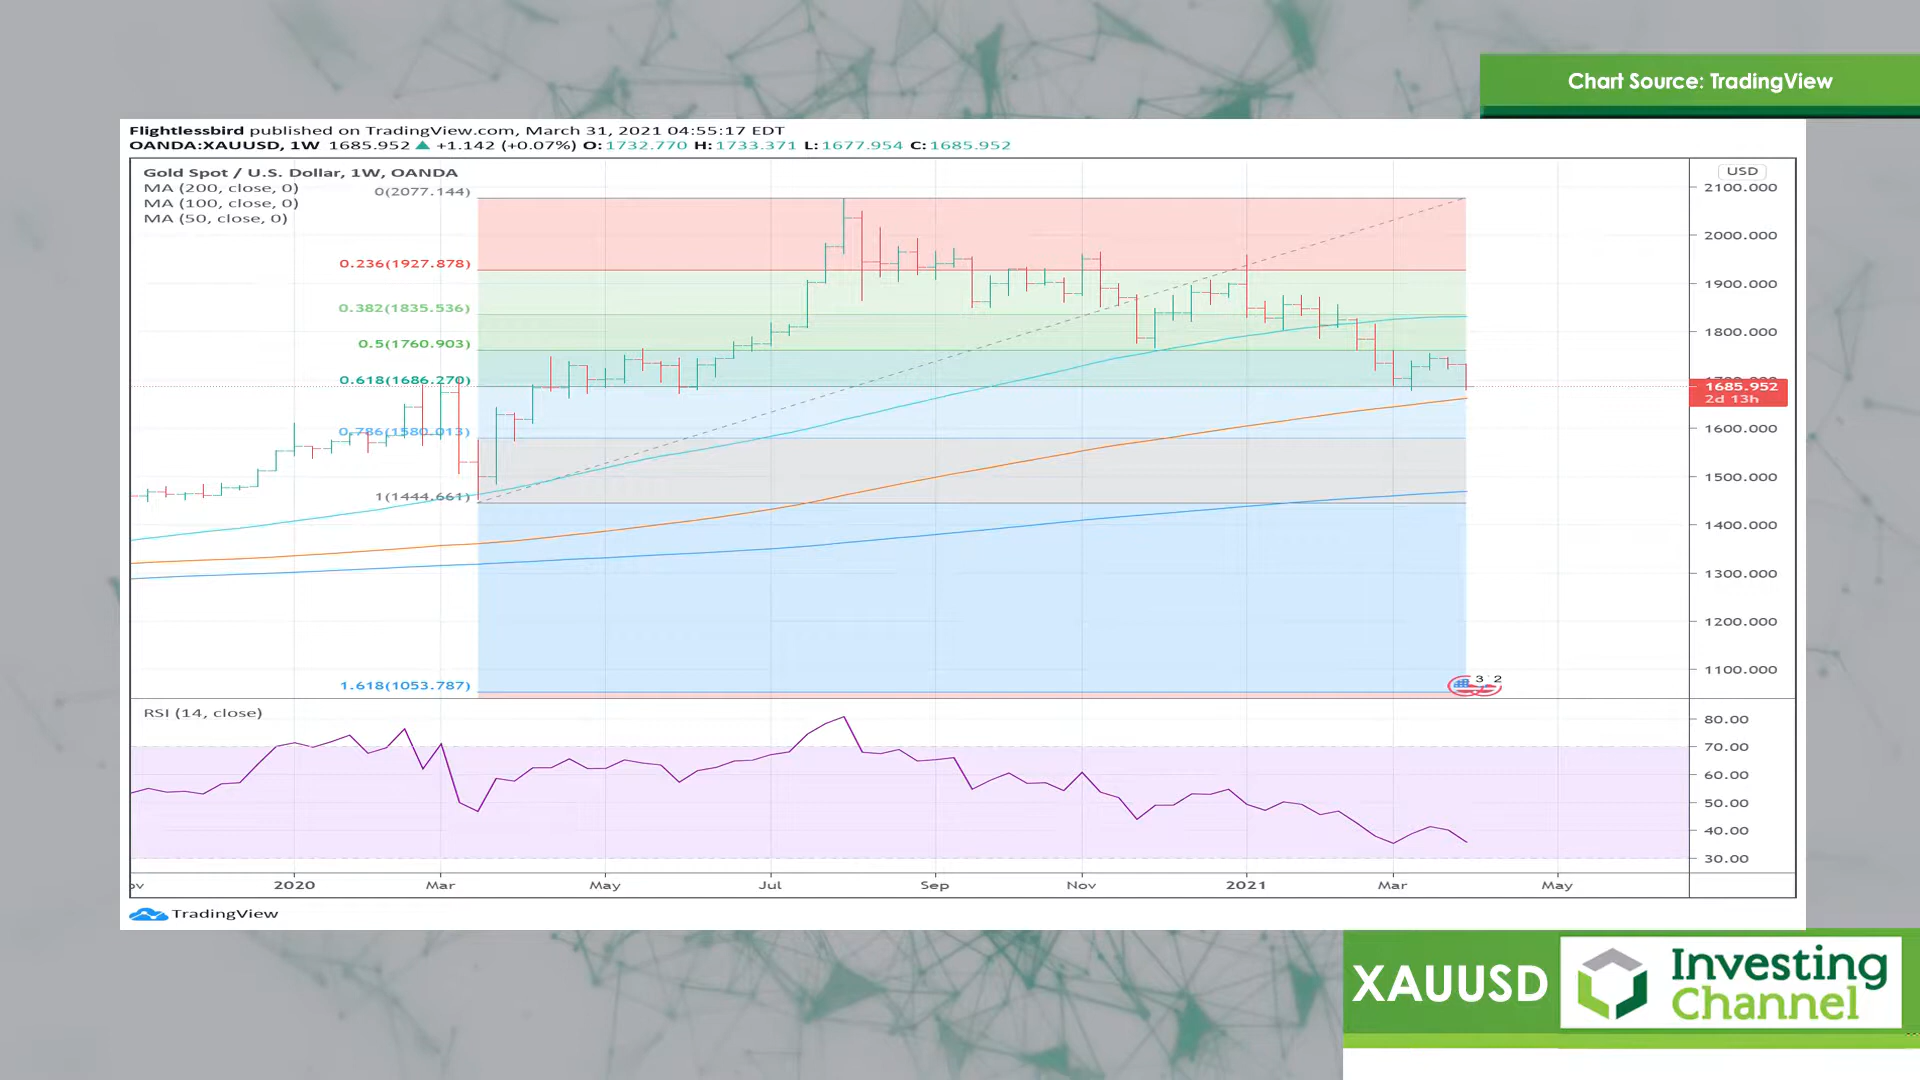 Chart Source: TradingView
Flightlessbird published on TradingView.com, March 31, 2021 04:55:17 EDT
OANDA:XAUUSD, 1W 1685.952 ▲ +1.142 (+0.07%) O:1732.770 H:1733.371 L:1677.954 C:1685.952
Gold Spot / U.S. Dollar, 1W, OANDA
MA (200, close, 0)
MA (100, close, 0)
MA (50, close, 0)
0(2077.144)
0.236(1927.878)
0.382(1835.536)
0.5(1760.903)
0.618(1686.270)
0.786(1580.013)
1(1444.661)
1.618(1053.787)
USD
2100.000
2000.000
1900.000
1800.000
1685.952
2d 13h
1600.000
1500.000
1400.000
1300.000
1200.000
1100.000
3 2
RSI (14, close)
80.00
70.00
60.00
50.00
40.00
30.00
2020 Mar May Jul Sep Nov 2021 Mar May
TradingView
XAUUSD
Investing
Channel